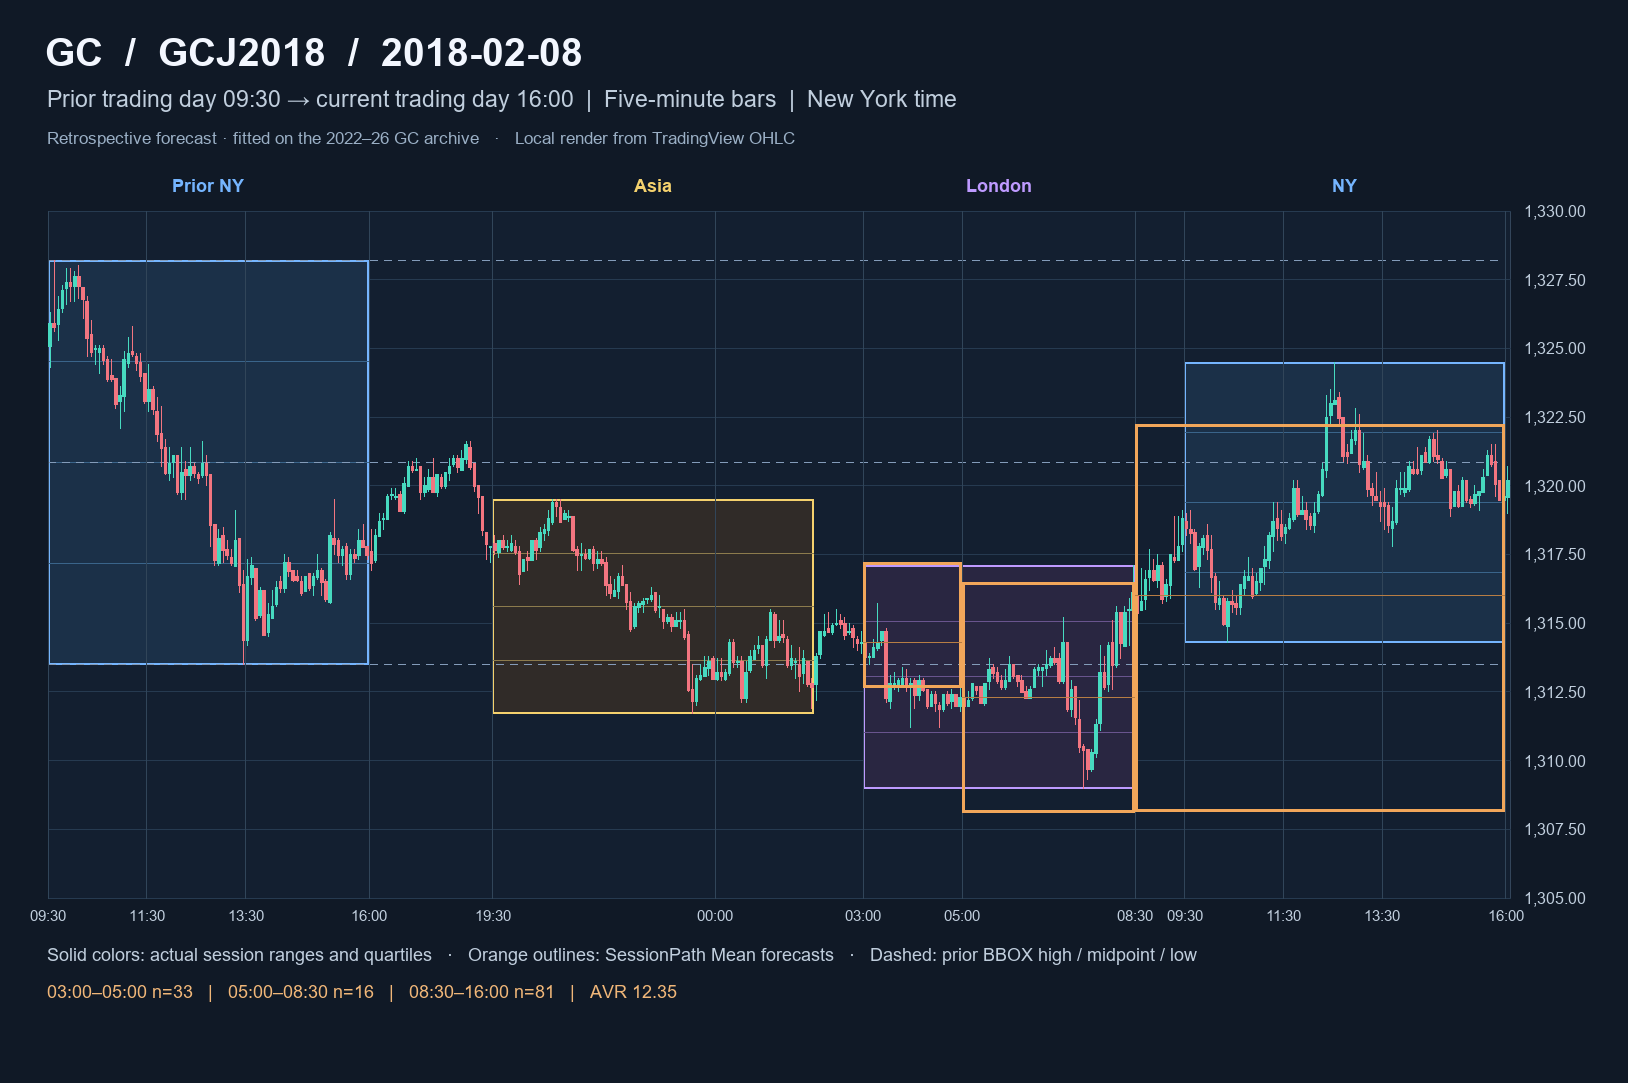 GC / GCJ2018 / 2018-02-08
Prior trading day 09:30 → current trading day 16:00 | Five-minute bars | New York time
Retrospective forecast · fitted on the 2022–26 GC archive · Local render from TradingView OHLC
Prior NY Asia London NY
1,330.00
1,327.50
1,325.00
1,322.50
1,320.00
1,317.50
1,315.00
1,312.50
1,310.00
1,307.50
1,305.00
09:30 11:30 13:30 16:00 19:30 00:00 03:00 05:00 08:30 09:30 11:30 13:30 16:00
Solid colors: actual session ranges and quartiles · Orange outlines: SessionPath Mean forecasts · Dashed: prior BBOX high / midpoint / low
03:00–05:00 n=33 | 05:00–08:30 n=16 | 08:30–16:00 n=81 | AVR 12.35